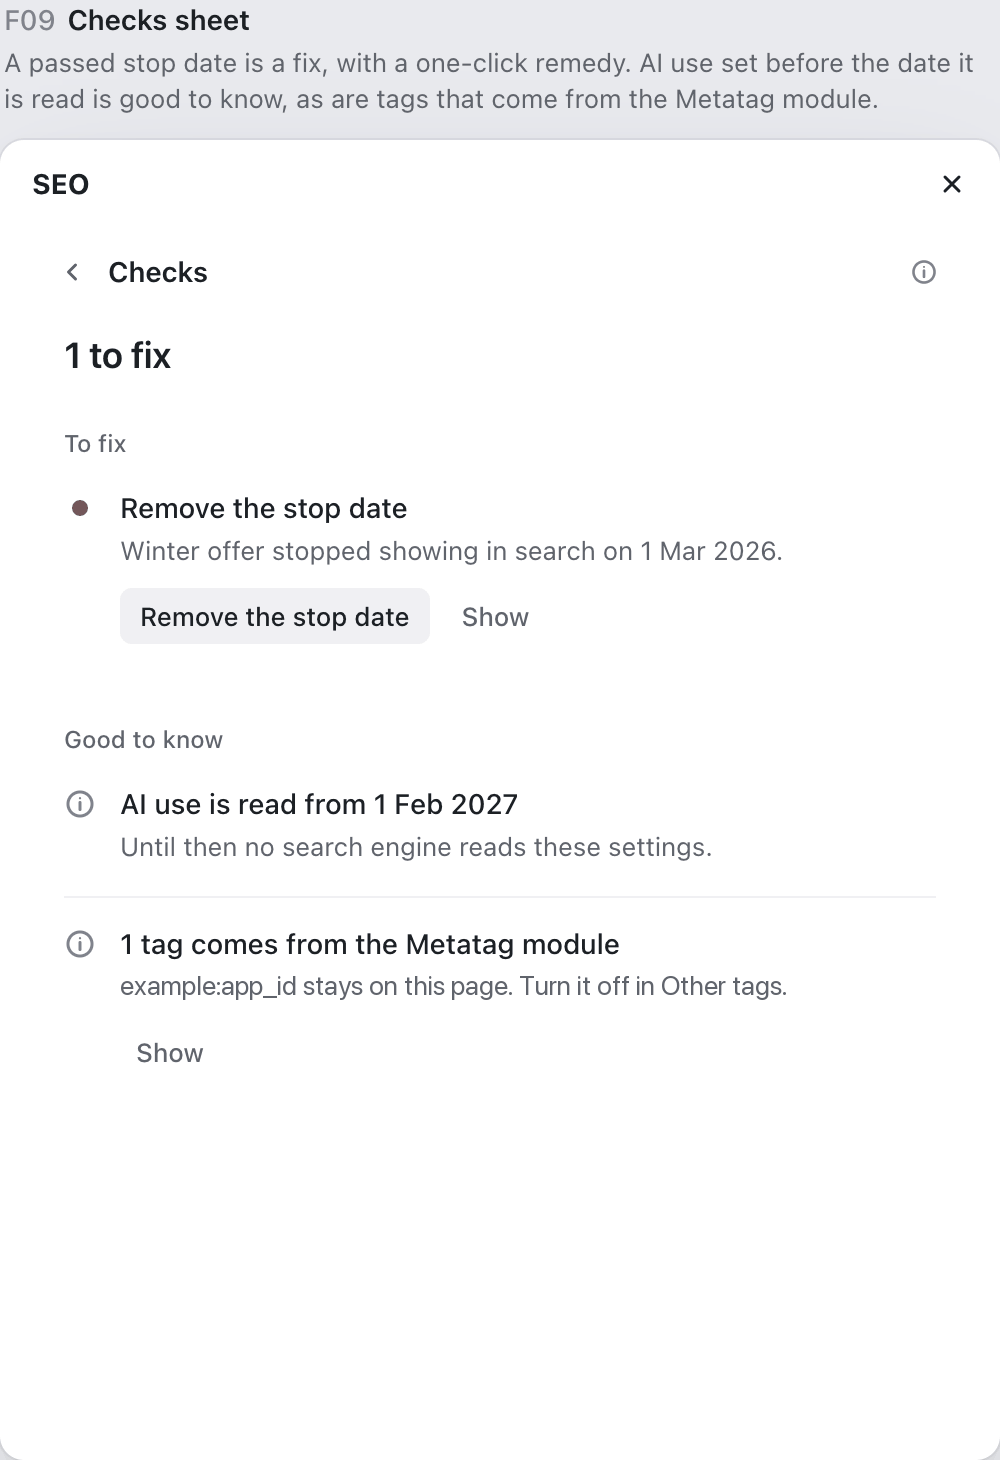 F09 Checks sheet
A passed stop date is a fix, with a one-click remedy. AI use set before the date it
is read is good to know, as are tags that come from the Metatag module.
SEO
Checks
1 to fix
To fix
Remove the stop date
Winter offer stopped showing in search on 1 Mar 2026.
Remove the stop date Show
Good to know
AI use is read from 1 Feb 2027
Until then no search engine reads these settings.
1 tag comes from the Metatag module
example:app_id stays on this page. Turn it off in Other tags.
Show